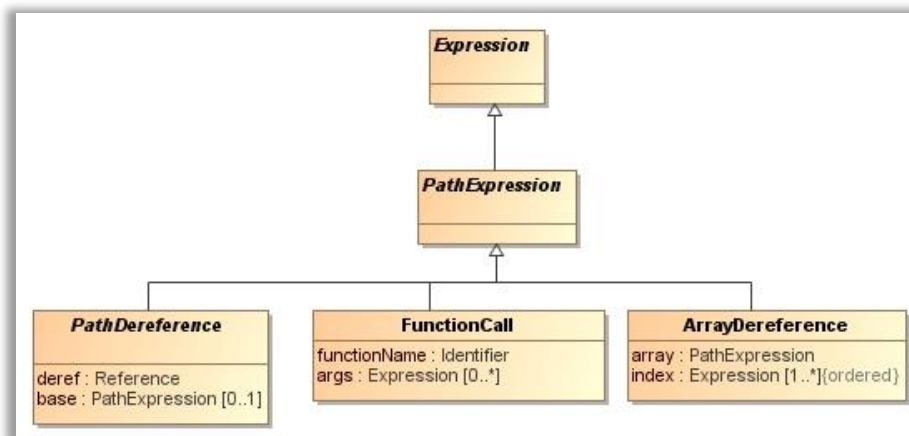 Expression
PathExpression
PathDereference
deref : Reference
base : PathExpression [0..1]
FunctionCall
functionName : Identifier
args : Expression [0..*]
ArrayDereference
array : PathExpression
index : Expression [1..*]{ordered}